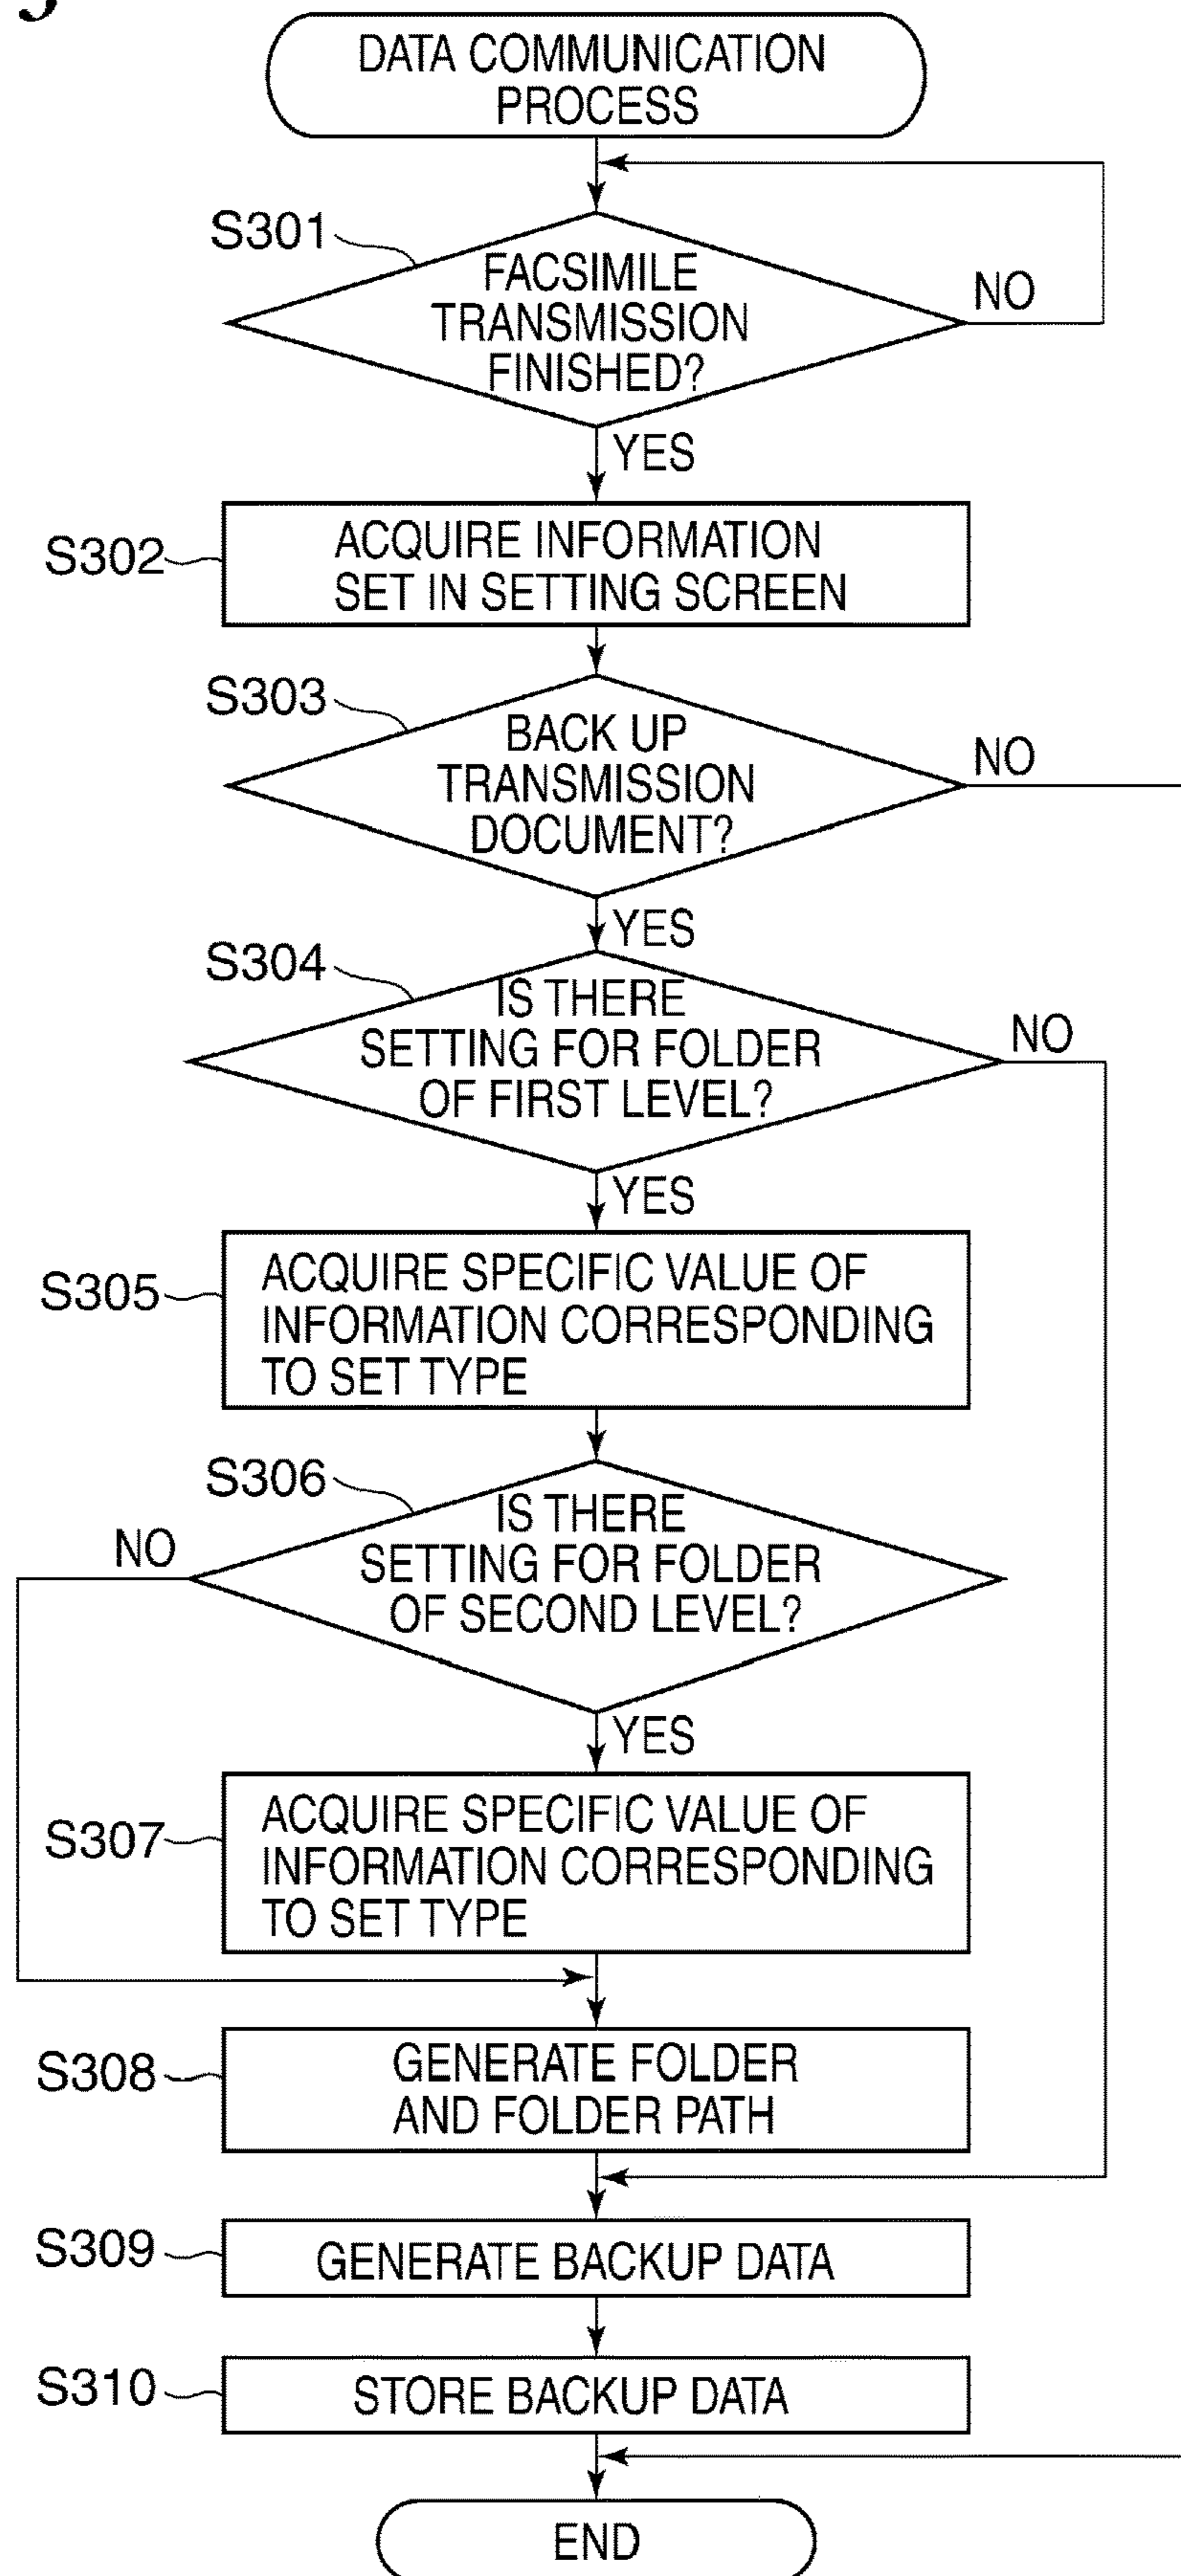 DATA COMMUNICATION
PROCESS
S301
FACSIMILE
TRANSMISSION
FINISHED?
NO
YES
S302
ACQUIRE INFORMATION
SET IN SETTING SCREEN
S303
BACK UP
TRANSMISSION
DOCUMENT?
NO
YES
S304
IS THERE
SETTING FOR FOLDER
OF FIRST LEVEL?
NO
YES
S305
ACQUIRE SPECIFIC VALUE OF
INFORMATION CORRESPONDING
TO SET TYPE
S306
IS THERE
SETTING FOR FOLDER
OF SECOND LEVEL?
NO
YES
S307
ACQUIRE SPECIFIC VALUE OF
INFORMATION CORRESPONDING
TO SET TYPE
S308
GENERATE FOLDER
AND FOLDER PATH
S309
GENERATE BACKUP DATA
S310
STORE BACKUP DATA
END